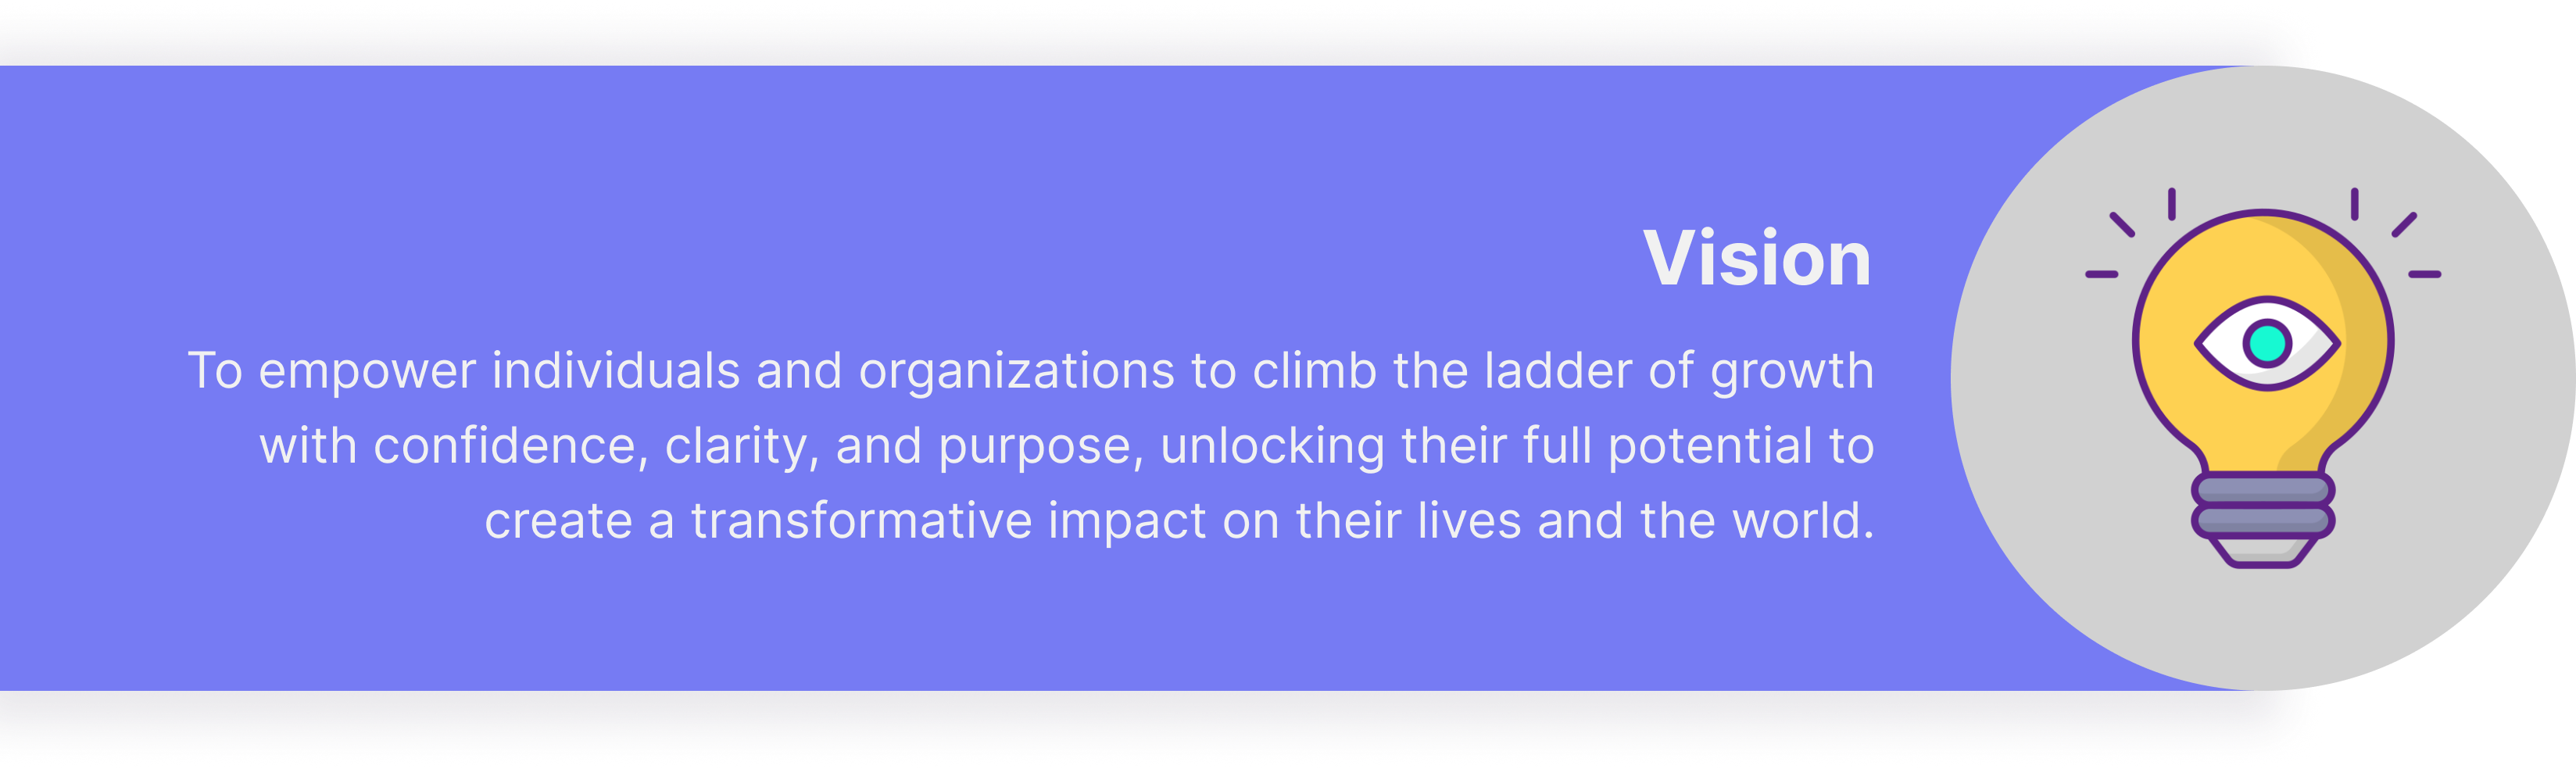 Vision
To empower individuals and organizations to climb the ladder of growth
with confidence, clarity, and purpose, unlocking their full potential to
create a transformative impact on their lives and the world.